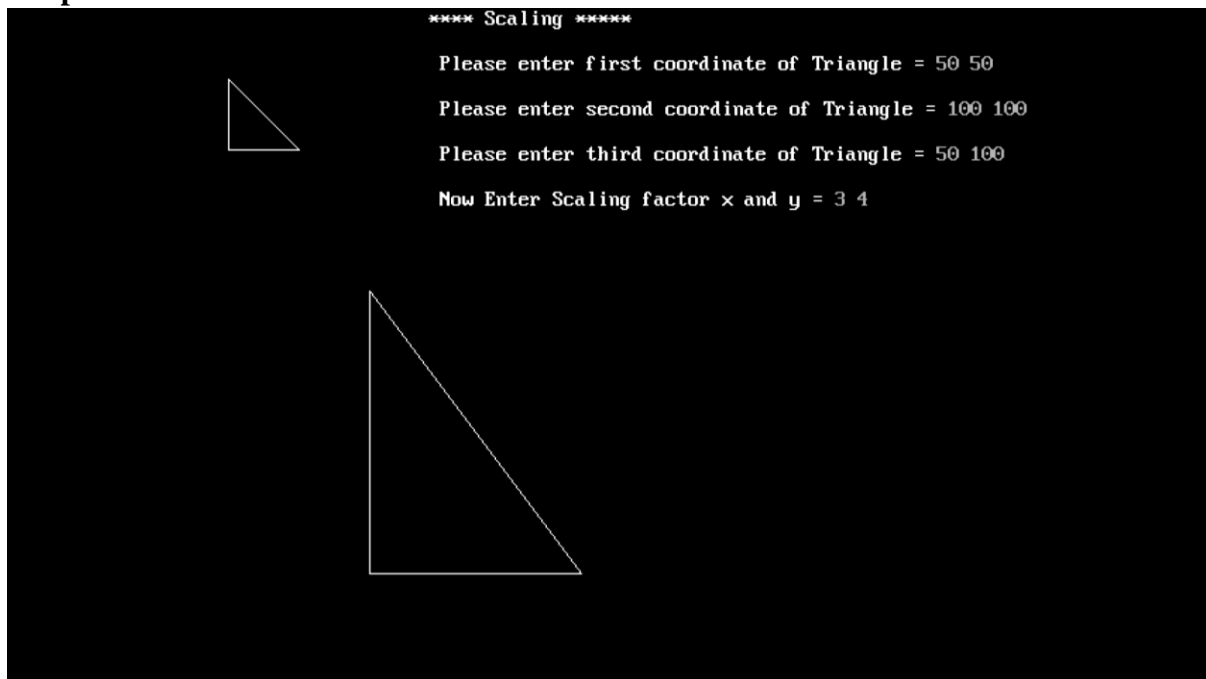 **** Scaling *****
Please enter first coordinate of Triangle = 50 50
Please enter second coordinate of Triangle = 100 100
Please enter third coordinate of Triangle = 50 100
Now Enter Scaling factor x and y = 3 4